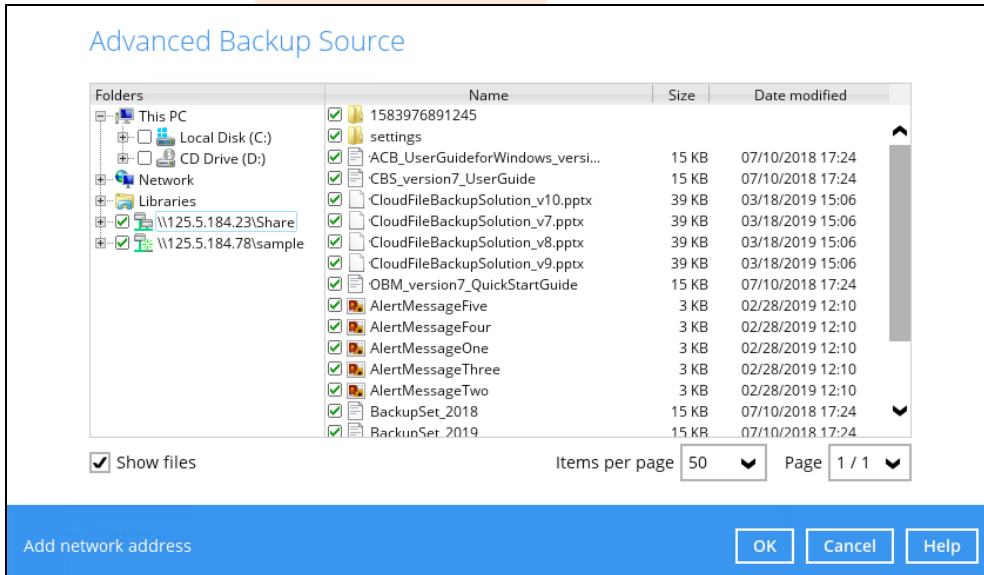 Advanced Backup Source
Folders Name Size Date modified
This PC
Local Disk (C:)
CD Drive (D:)
Network
Libraries
\\125.5.184.23\Share
\\125.5.184.78\sample
1583976891245
settings
ACB_UserGuideforWindows_versi... 15 KB 07/10/2018 17:24
CBS_version7_UserGuide 15 KB 07/10/2018 17:24
CloudFileBackupSolution_v10.pptx 39 KB 03/18/2019 15:06
CloudFileBackupSolution_v7.pptx 39 KB 03/18/2019 15:06
CloudFileBackupSolution_v8.pptx 39 KB 03/18/2019 15:06
CloudFileBackupSolution_v9.pptx 39 KB 03/18/2019 15:06
OBM_version7_QuickStartGuide 15 KB 07/10/2018 17:24
AlertMessageFive 3 KB 02/28/2019 12:10
AlertMessageFour 3 KB 02/28/2019 12:10
AlertMessageOne 3 KB 02/28/2019 12:10
AlertMessageThree 3 KB 02/28/2019 12:10
AlertMessageTwo 3 KB 02/28/2019 12:10
BackupSet_2018 15 KB 07/10/2018 17:24
BackupSet_2019 15 KB 07/10/2018 17:24
Show files Items per page 50 Page 1 / 1
Add network address OK Cancel Help